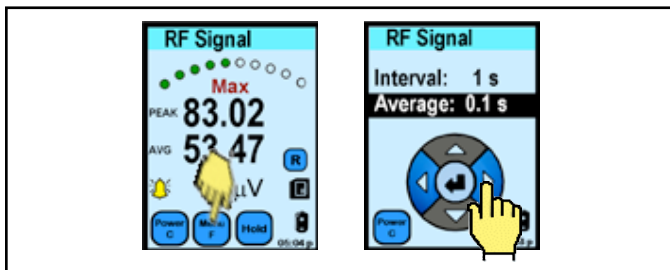 RF Signal
Max
PEAK 83.02
AVG 53.47
R
µV
Power
C
Menu
F
Hold
05:04 p
RF Signal
Interval: 1 s
Average: 0.1 s
Power
C